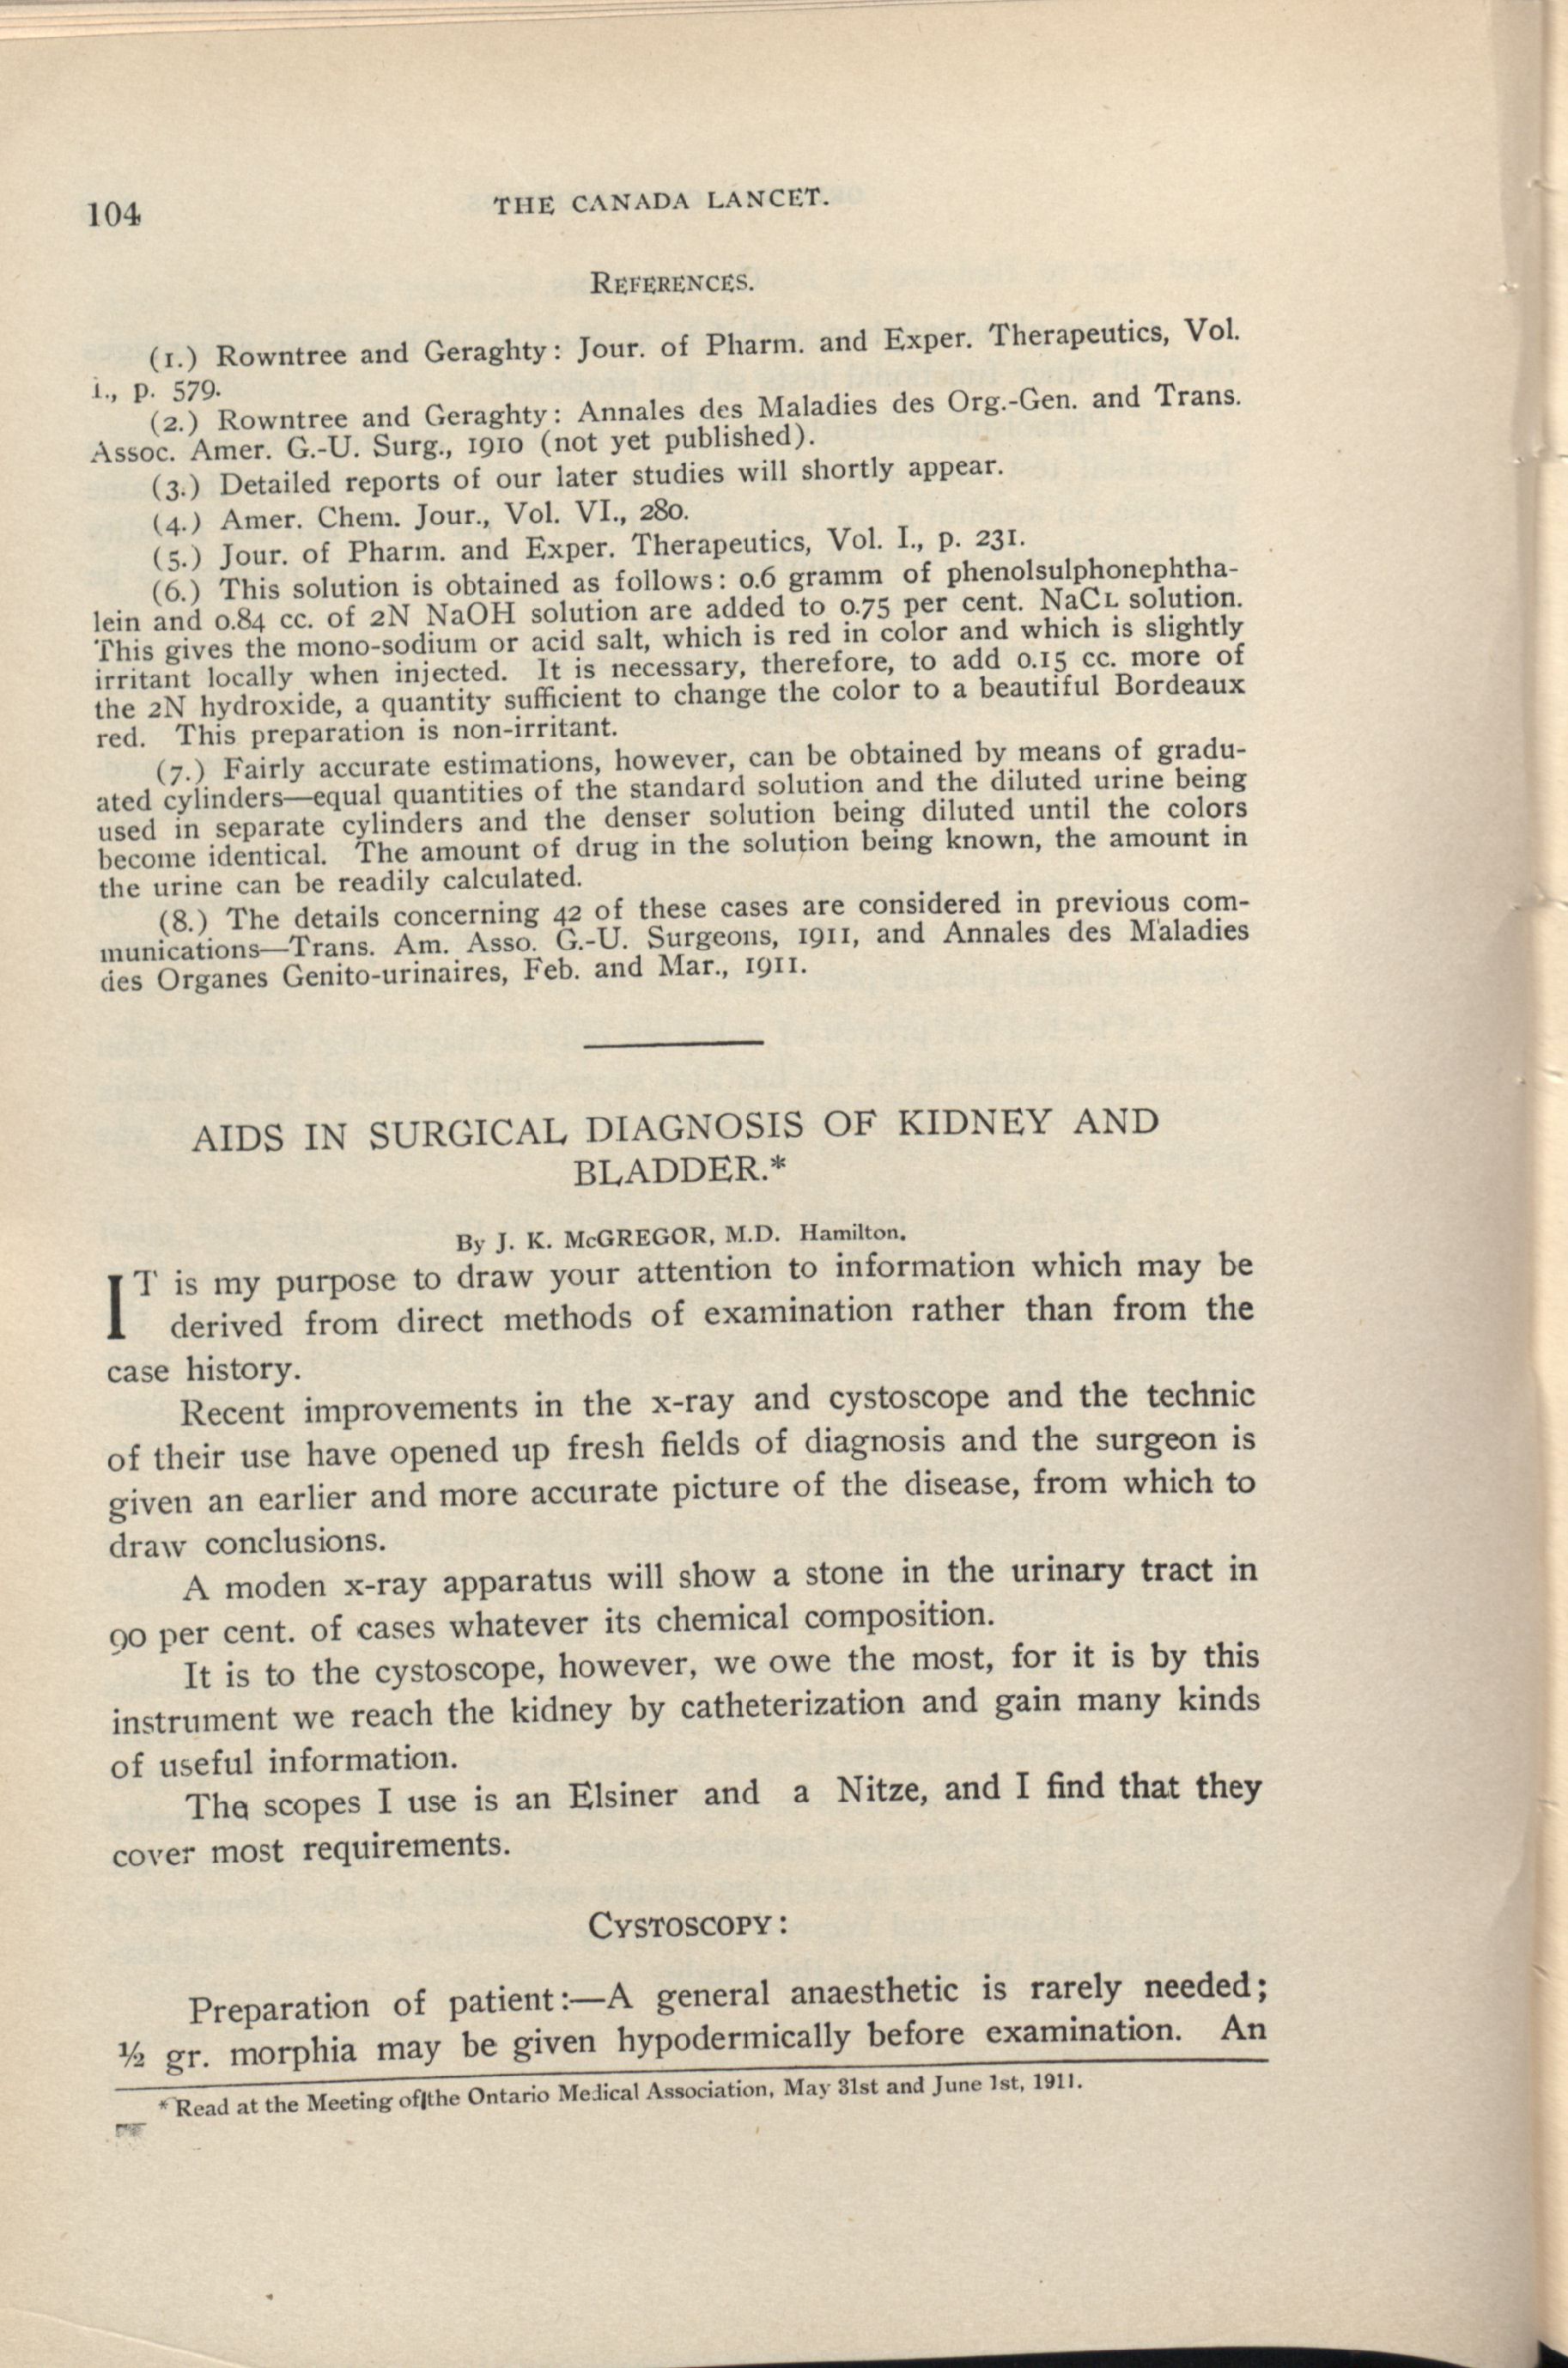 104
THE CANADA LANCET.
REFERENCES.
(1.) Rowntree and Geraghty: Jour. of Pharm. and Exper. Therapeutics, Vol.
i., p. 579.
(2.) Rowntree and Geraghty: Annales des Maladies des Org.-Gen. and Trans.
Assoc. Amer. G.-U. Surg., 1910 (not yet published).
(3.) Detailed reports of our later studies will shortly appear.
(4.) Amer. Chem. Jour., Vol. VI., 280.
(5.) Jour. of Pharm. and Exper. Therapeutics, Vol. I., p. 231.
(6.) This solution is obtained as follows: 0.6 gramm of phenolsulphonephtha-
lein and 0.84 cc. of 2N NaOH solution are added to 0.75 per cent. NaCL solution.
This gives the mono-sodium or acid salt, which is red in color and which is slightly
irritant locally when injected. It is necessary, therefore, to add 0.15 cc. more of
the 2N hydroxide, a quantity sufficient to change the color to a beautiful Bordeaux
red. This preparation is non-irritant.
(7.) Fairly accurate estimations, however, can be obtained by means of gradu-
ated cylinders—equal quantities of the standard solution and the diluted urine being
used in separate cylinders and the denser solution being diluted until the colors
become identical. The amount of drug in the solution being known, the amount in
the urine can be readily calculated.
(8.) The details concerning 42 of these cases are considered in previous com-
munications—Trans. Am. Asso. G.-U. Surgeons, 1911, and Annales des Maladies
des Organes Genito-urinaires, Feb. and Mar., 1911.
AIDS IN SURGICAL DIAGNOSIS OF KIDNEY AND
BLADDER.*
By J. K. McGREGOR, M.D. Hamilton.
IT is my purpose to draw your attention to information which may be
derived from direct methods of examination rather than from the
case history.
Recent improvements in the x-ray and cystoscope and the technic
of their use have opened up fresh fields of diagnosis and the surgeon is
given an earlier and more accurate picture of the disease, from which to
draw conclusions.
A moden x-ray apparatus will show a stone in the urinary tract in
90 per cent. of cases whatever its chemical composition.
It is to the cystoscope, however, we owe the most, for it is by this
instrument we reach the kidney by catheterization and gain many kinds
of useful information.
The scopes I use is an Elsiner and a Nitze, and I find that they
cover most requirements.
CYSTOSCOPY:
Preparation of patient:—A general anaesthetic is rarely needed;
½ gr. morphia may be given hypodermically before examination. An
*Read at the Meeting of the Ontario Medical Association, May 31st and June 1st, 1911.